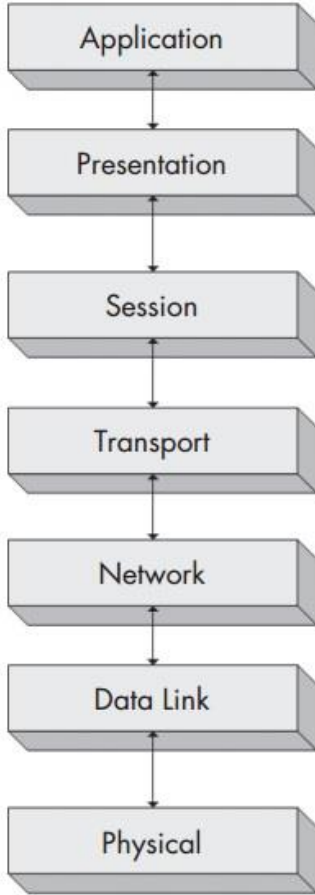 Application
Presentation
Session
Transport
Network
Data Link
Physical